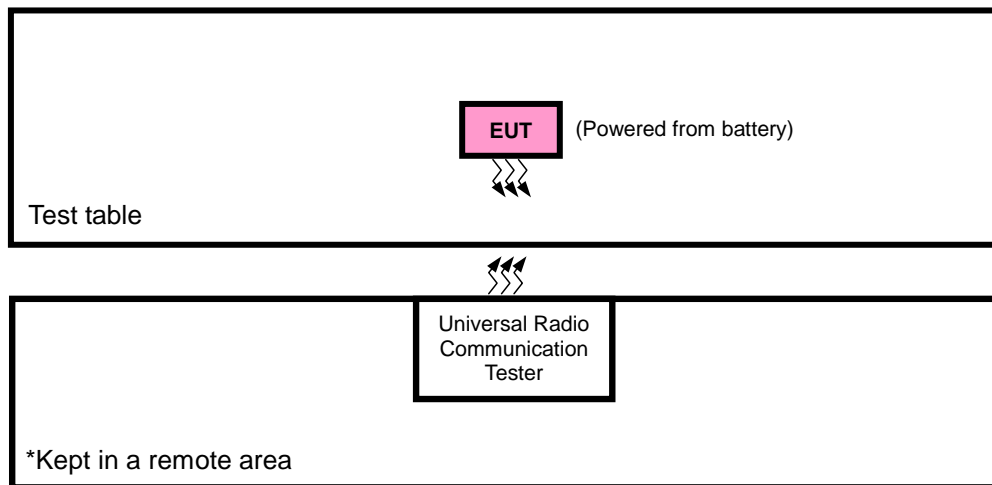 EUT
(Powered from battery)
Test table
Universal Radio
Communication
Tester
*Kept in a remote area